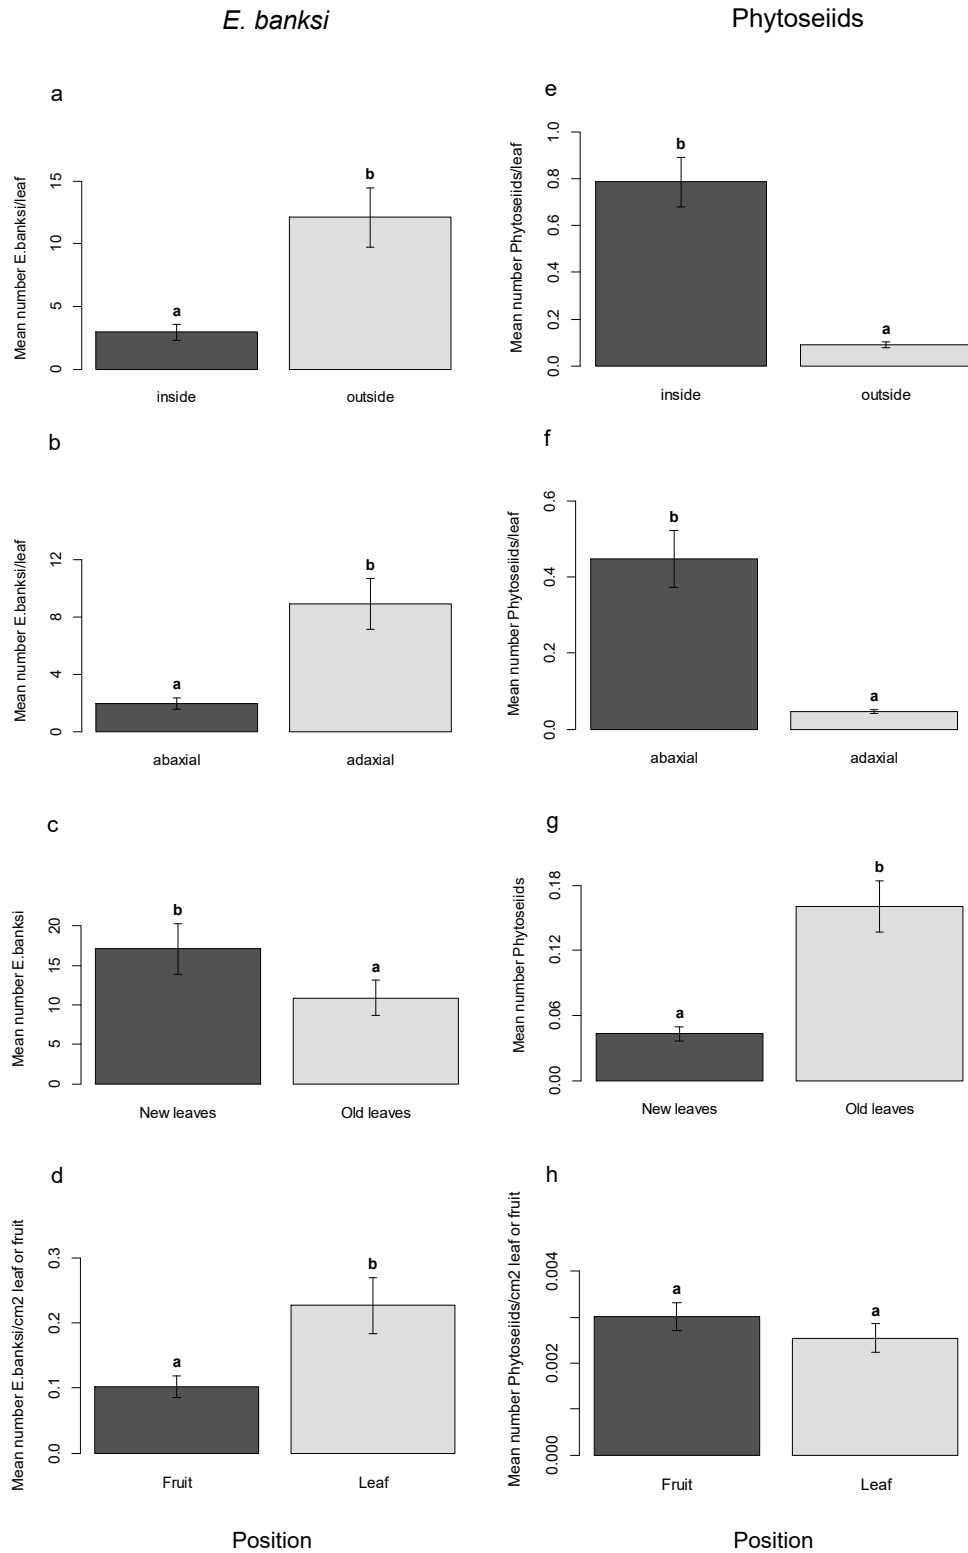 E. banksi
Phytoseiids
a
Mean number E.banksi/leaf
0
5
10
15
a
b
inside
outside
e
Mean number Phytoseiids/leaf
0.0
0.2
0.4
0.6
0.8
1.0
b
a
inside
outside
b
Mean number E.banksi/leaf
0
4
8
12
a
b
abaxial
adaxial
f
Mean number Phytoseiids/leaf
0.0
0.2
0.4
0.6
b
a
abaxial
adaxial
c
Mean number E.banksi
0
5
10
15
20
b
a
New leaves
Old leaves
g
Mean number Phytoseiids
0.00
0.06
0.12
0.18
a
b
New leaves
Old leaves
d
Mean number E.banksi/cm2 leaf or fruit
0.0
0.1
0.2
0.3
a
b
Fruit
Leaf
Position
h
Mean number Phytoseiids/cm2 leaf or fruit
0.000
0.002
0.004
a
a
Fruit
Leaf
Position